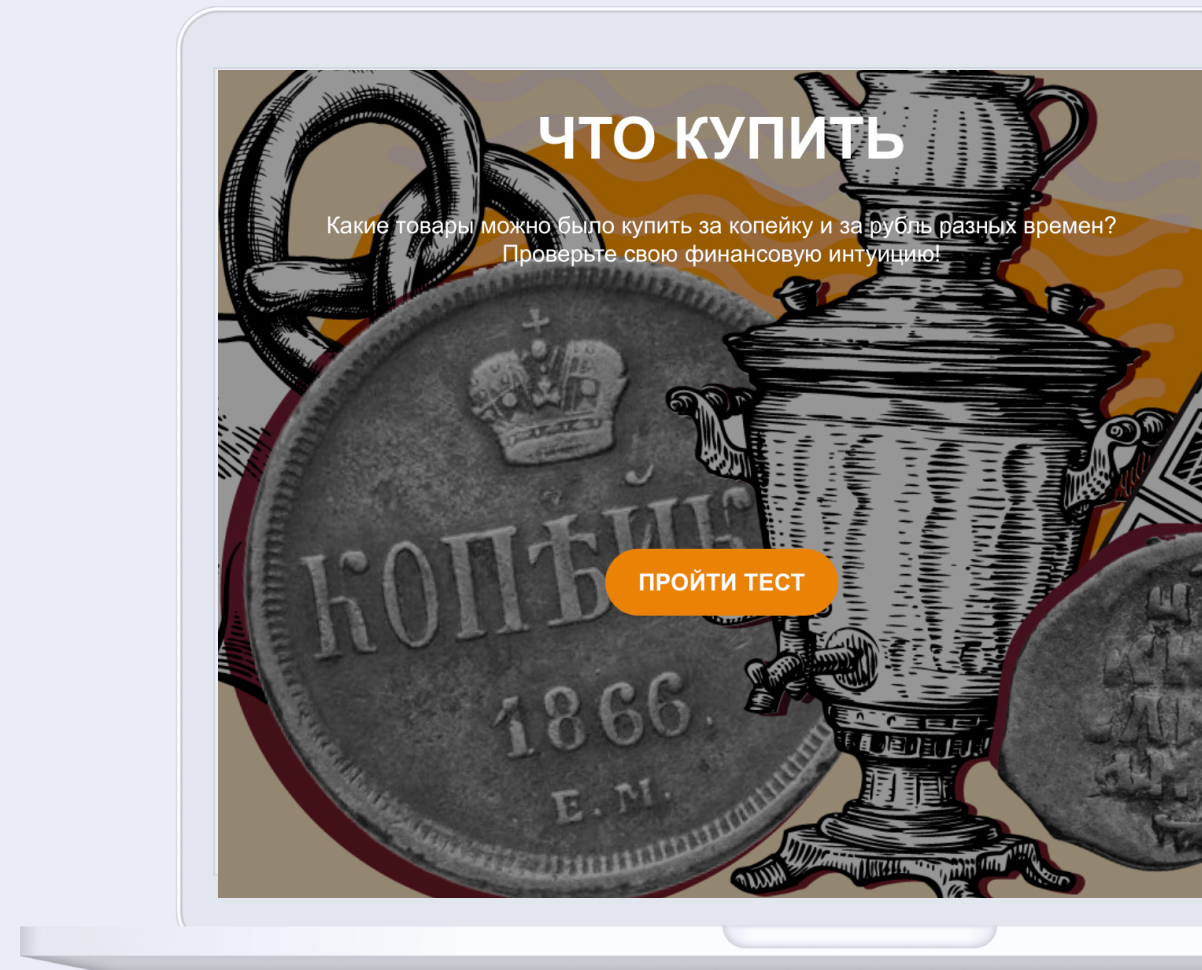 ЧТО КУПИТЬ
Какие товары можно было купить за копейку и за рубль разных времен?
Проверьте свою финансовую интуицию!
КОПѢЙК
ПРОЙТИ ТЕСТ
1866.
Е. М.